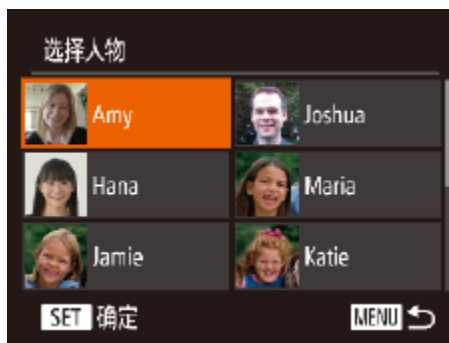 选择人物
Amy
Joshua
Hana
Maria
Jamie
Katie
SET 确定
MENU